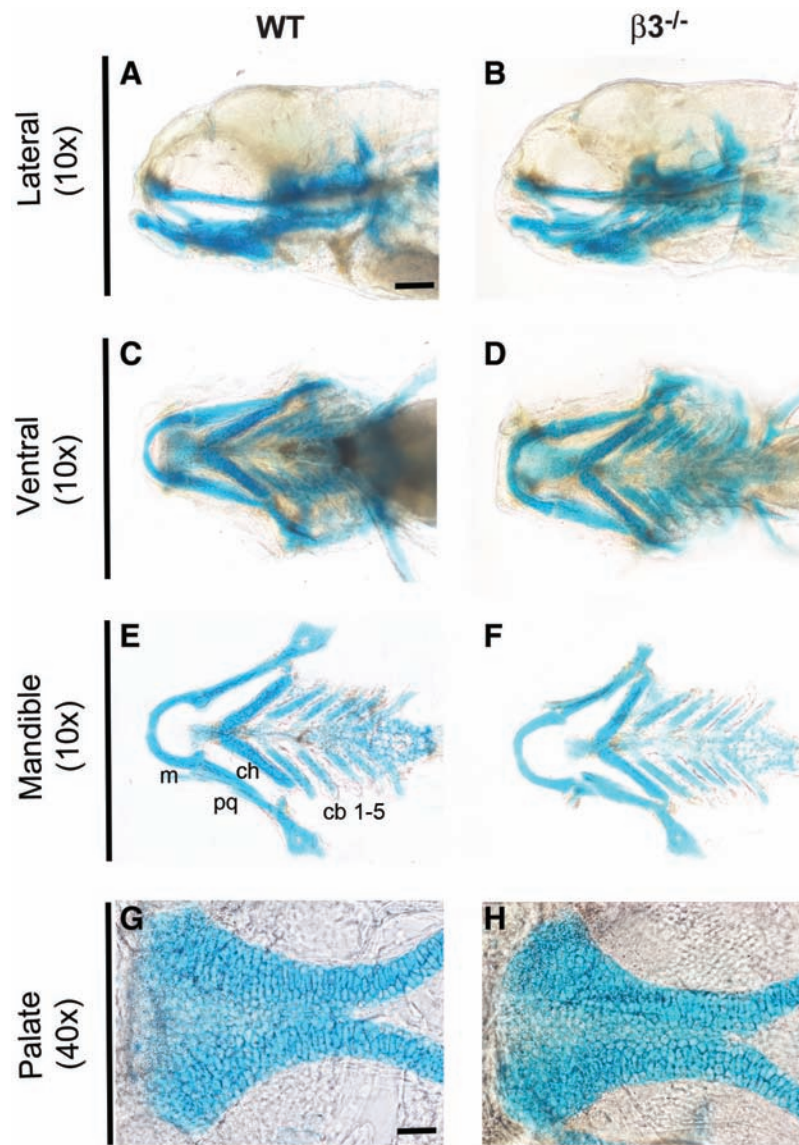 WT
β3-/-
Lateral
(10x)
A
B
Ventral
(10x)
C
D
Mandible
(10x)
E
F
m
ch
pq
cb 1-5
Palate
(40x)
G
H